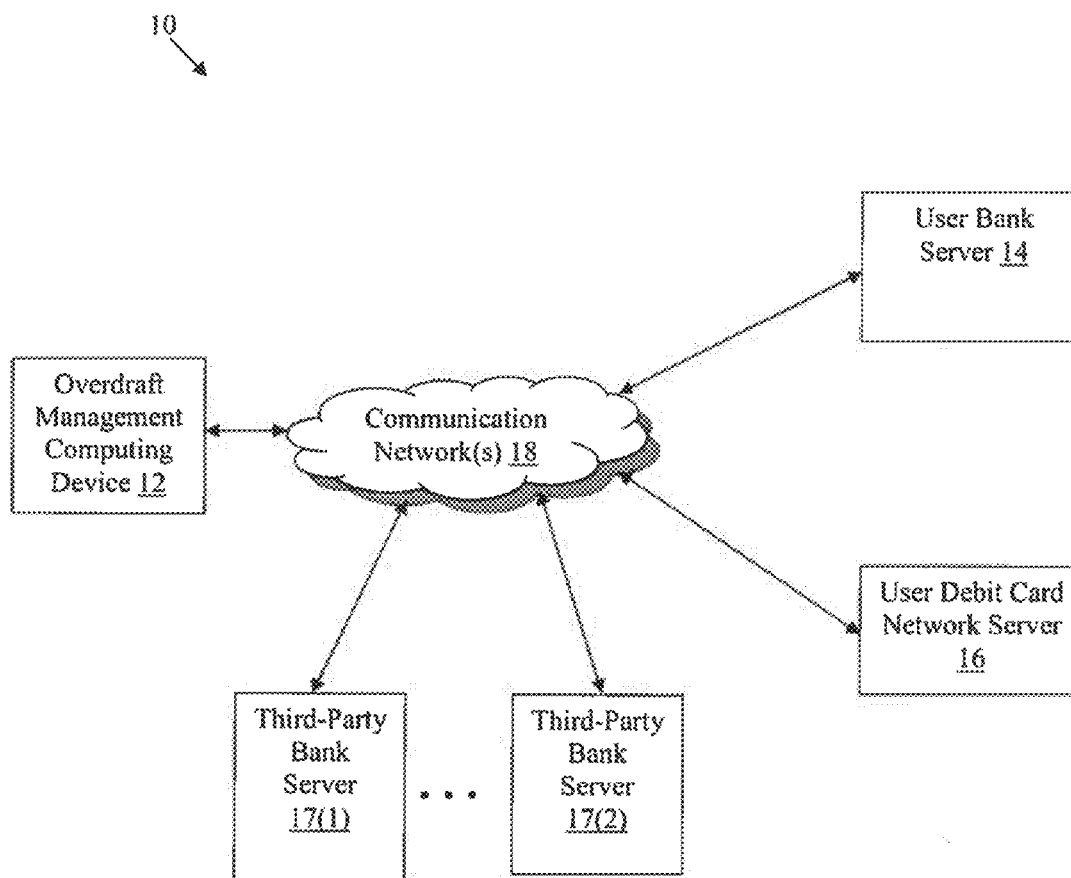 10
User Bank
Server 14
Overdraft
Management
Computing
Device 12
Communication
Network(s) 18
User Debit Card
Network Server
16
Third-Party
Bank
Server
17(1)
• • •
Third-Party
Bank
Server
17(2)